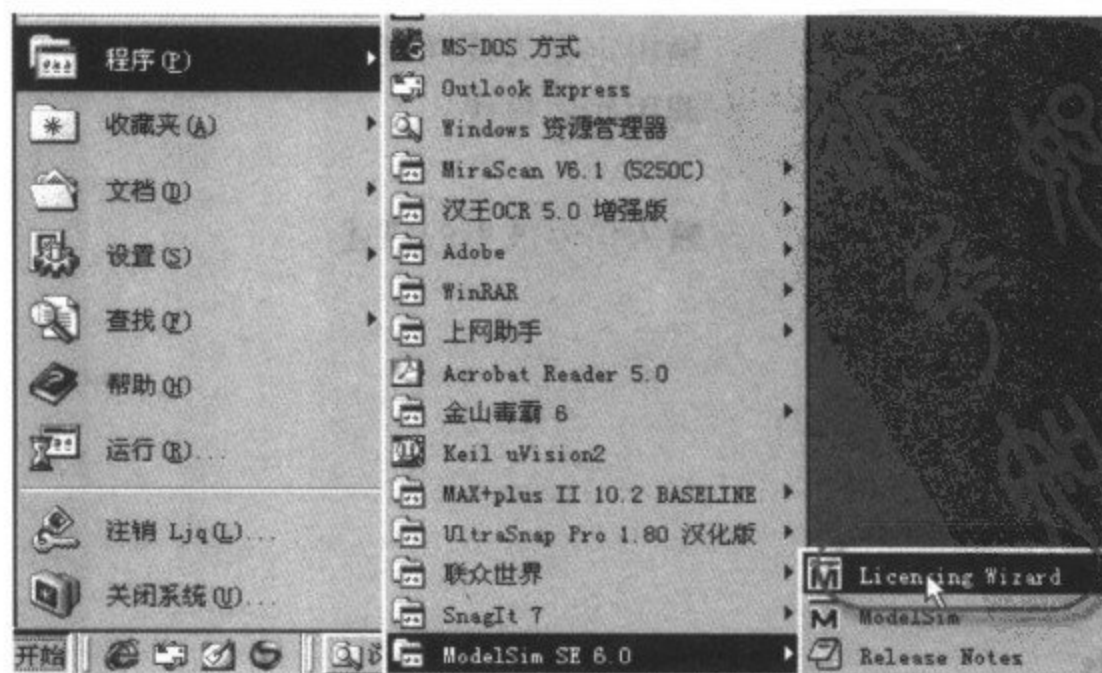 程序(P)
收藏夹(A)
文档(D)
设置(S)
查找(F)
帮助(H)
运行(R)...
注销 Ljq(L)...
关闭系统(U)...
开始
MS-DOS 方式
Outlook Express
Windows 资源管理器
MiraScan V6.1 (5250C)
汉王OCR 5.0 增强版
Adobe
WinRAR
上网助手
Acrobat Reader 5.0
金山毒霸 6
Keil uVision2
MAX+plus II 10.2 BASELINE
UltraSnap Pro 1.80 汉化版
联众世界
SnagIt 7
ModelSim SE 6.0
Licensing Wizard
ModelSim
Release Notes